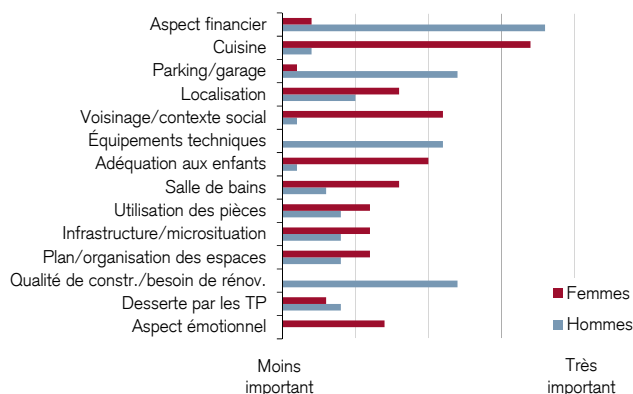 Aspect financier
Cuisine
Parking/garage
Localisation
Voisinage/contexte social
Équipements techniques
Adéquation aux enfants
Salle de bains
Utilisation des pièces
Infrastructure/microsituation
Plan/organisation des espaces
Qualité de constr./besoin de rénov.
Desserte par les TP
Aspect émotionnel
Femmes
Hommes
Moins
important
Très
important